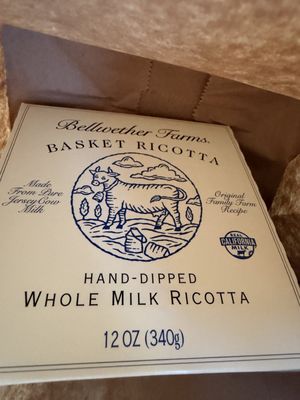 Bellwether Farms.
BASKET RICOTTA
Made
From Pure
Jersey Cow
Milk
Original
Family Farm
Recipe
REAL
CALIFORNIA
MILK
HAND-DIPPED
WHOLE MILK RICOTTA
12 OZ (340g)